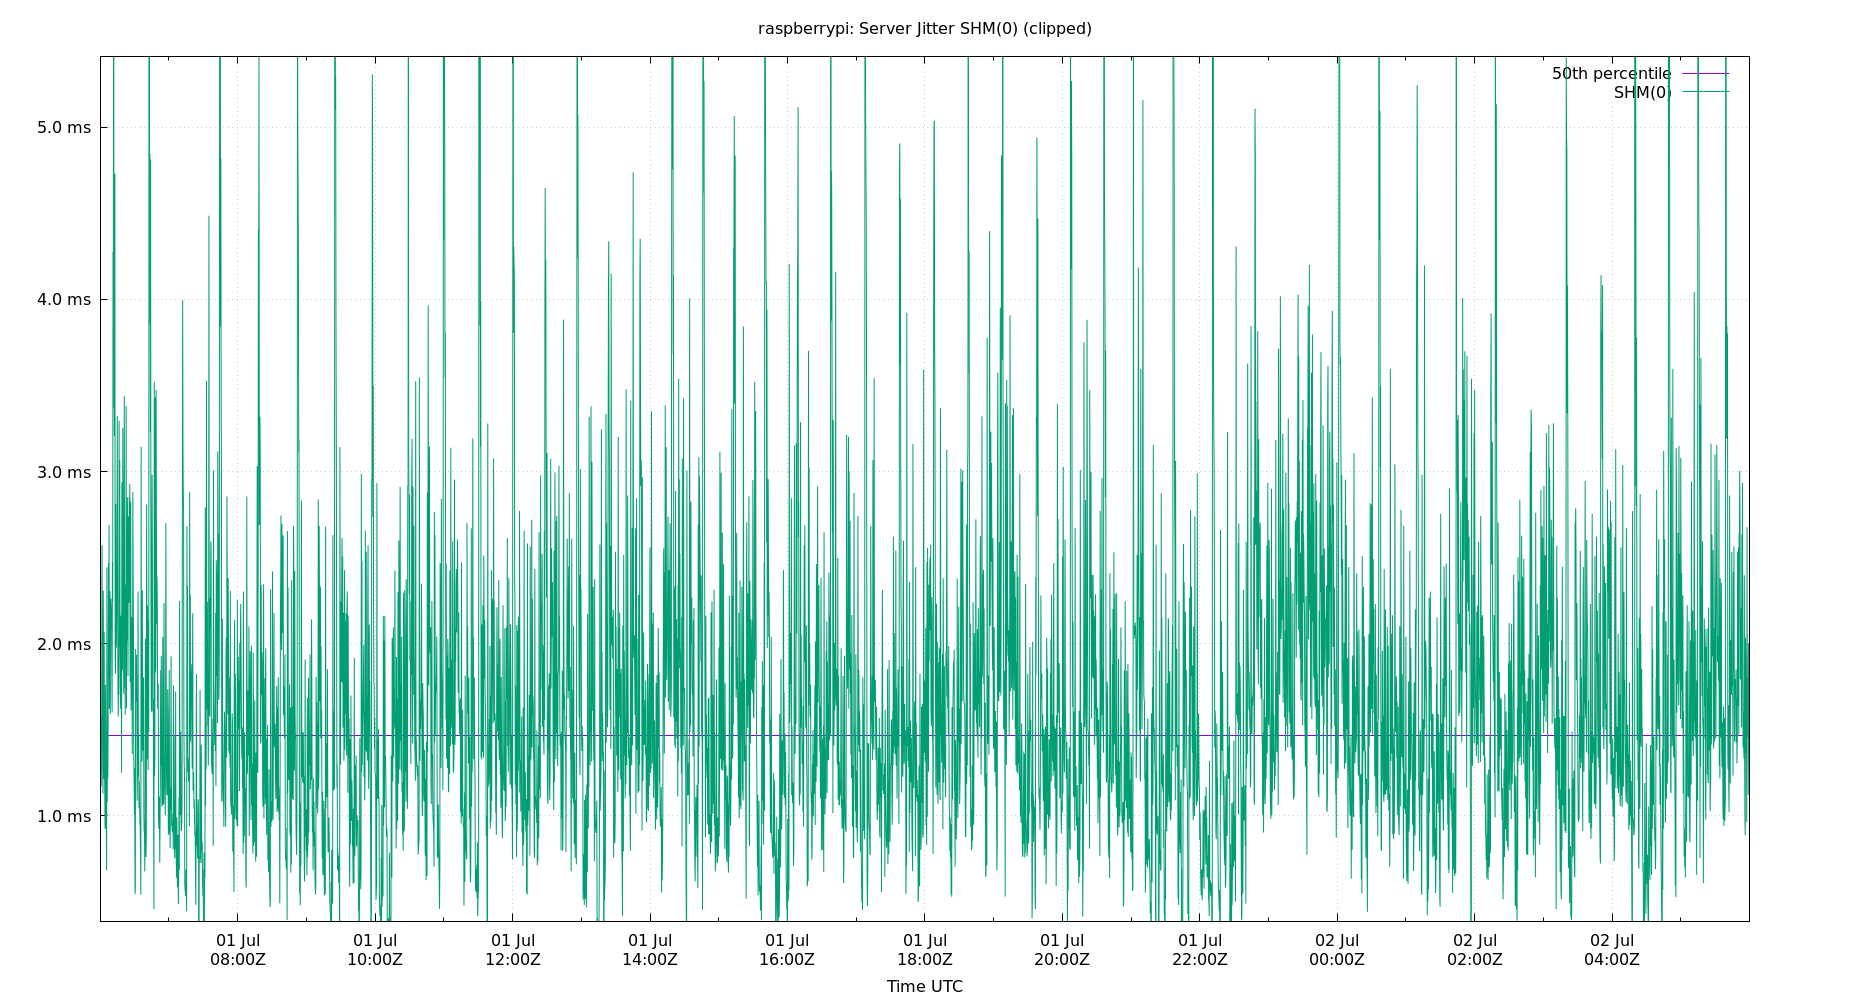 raspberrypi: Server Jitter SHM(0) (clipped)
50th percentile
SHM(0)
5.0 ms
4.0 ms
3.0 ms
2.0 ms
1.0 ms
01 Jul 01 Jul 01 Jul 01 Jul 01 Jul 01 Jul 01 Jul 01 Jul 02 Jul 02 Jul 02 Jul
08:00Z 10:00Z 12:00Z 14:00Z 16:00Z 18:00Z 20:00Z 22:00Z 00:00Z 02:00Z 04:00Z
Time UTC